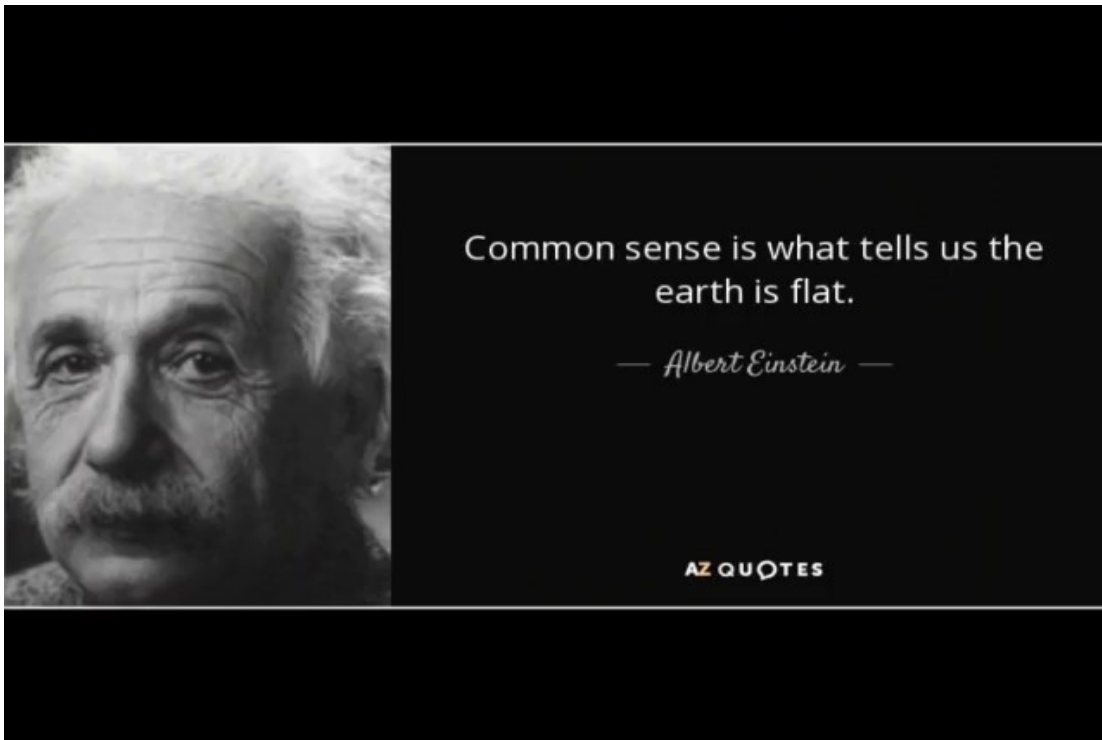 Common sense is what tells us the
earth is flat.
— Albert Einstein —
AZ QUOTES